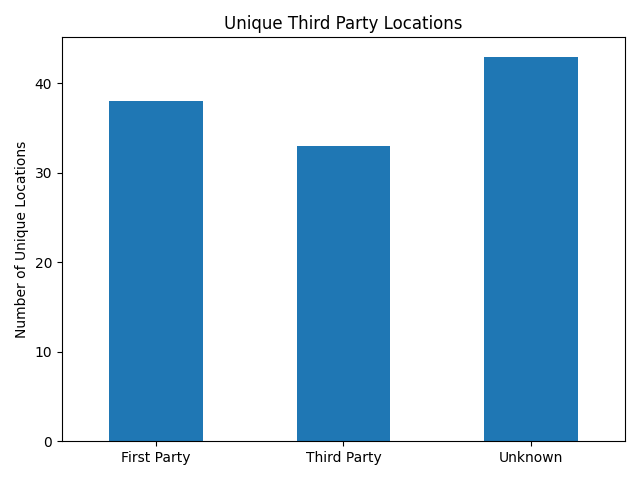 Unique Third Party Locations
Number of Unique Locations
40
30
20
10
0
First Party
Third Party
Unknown